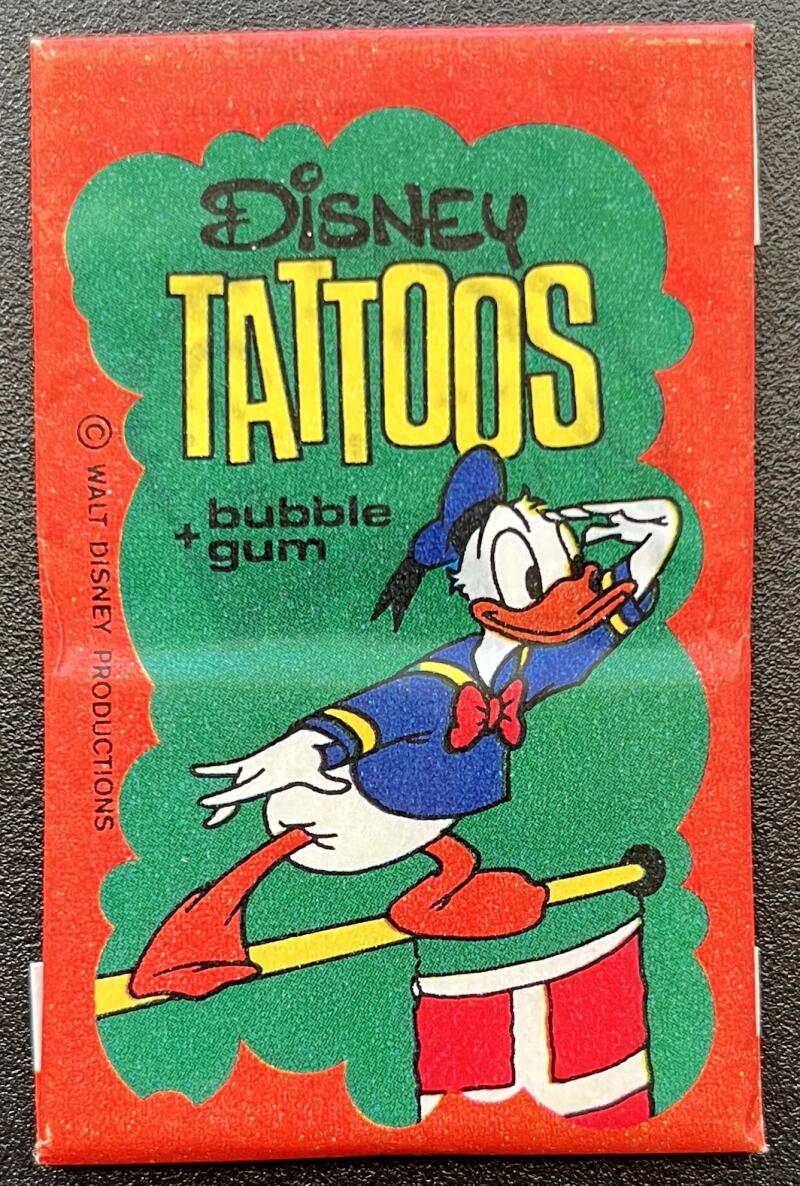 DiSNEY
TATTOOS
+ bubble
gum
© WALT DiSNEY PRODUCTIONS